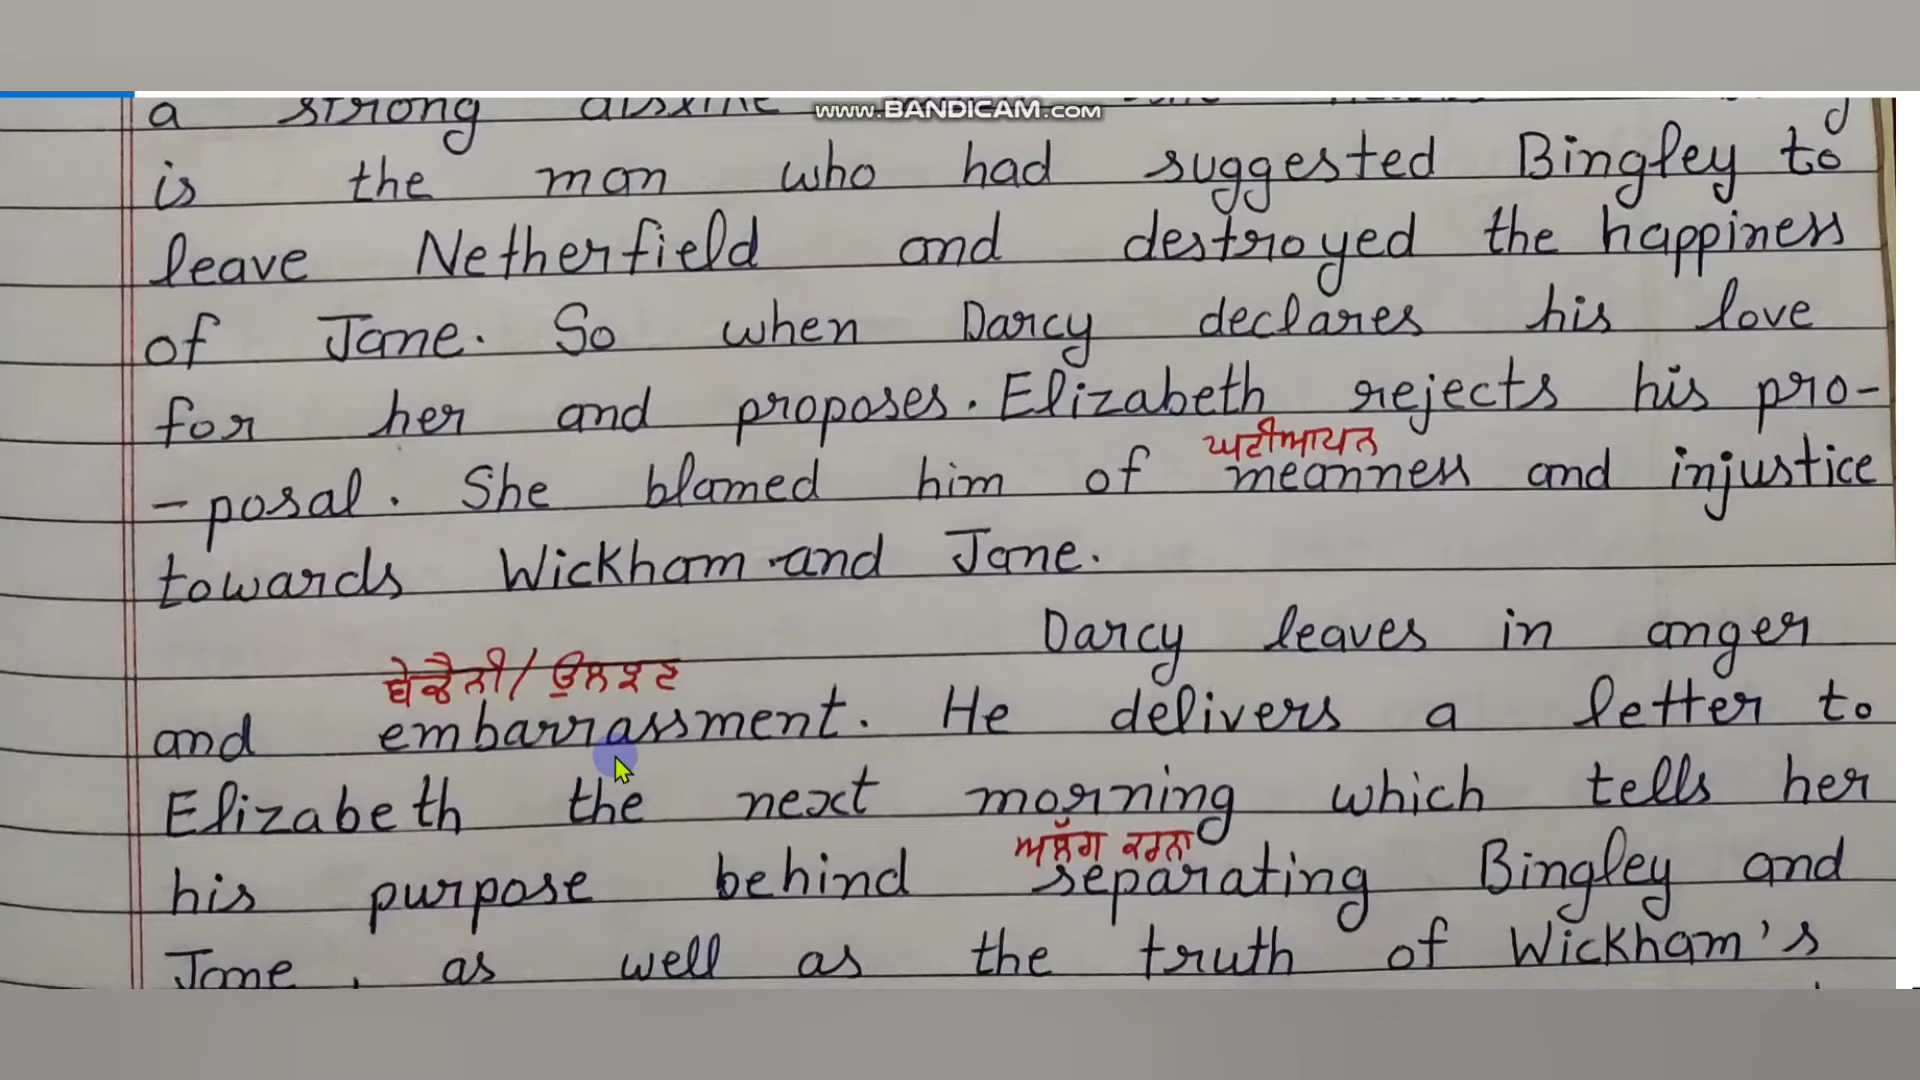 a strong
www.BANDICAM.com
is the man who had suggested Bingley to
leave Netherfield and destroyed the happiness
of Jane. So when Darcy declares his love
for her and proposes. Elizabeth rejects his pro-
ਘਟੀਆਪਨ
- posal. She blamed him of meanness and injustice
towards Wickham and Jane.
Darcy leaves in anger
ਬੇਚੈਨੀ / ਉਲਝਣ
and embarrassment. He delivers a letter to
Elizabeth the next morning which tells her
ਅਲੱਗ ਕਰਨਾ
his purpose behind separating Bingley and
Jane, as well as the truth of Wickham's